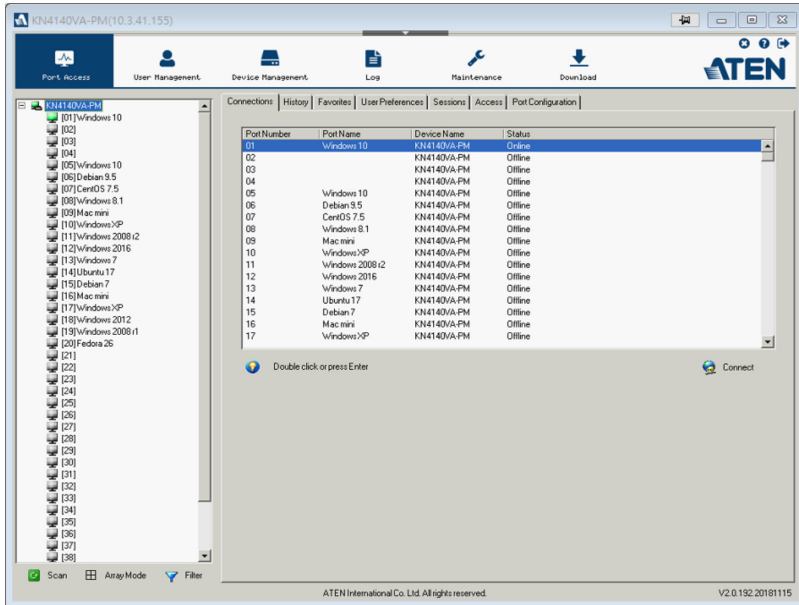 KN4140VA-PM(10.3.41.155)
Port Access
User Management
Device Management
Log
Maintenance
Download
ATEN
KN4140VA-PM
[01]Windows 10
[02]
[03]
[04]
[05]Windows 10
[06]Debian 9.5
[07]CentOS 7.5
[08]Windows 8.1
[09]Mac mini
[10]Windows XP
[11]Windows 2008 r2
[12]Windows 2016
[13]Windows 7
[14]Ubuntu 17
[15]Debian 7
[16]Mac mini
[17]Windows XP
[18]Windows 2012
[19]Windows 2008 r1
[20]Fedora 26
[21]
[22]
[23]
[24]
[25]
[26]
[27]
[28]
[29]
[30]
[31]
[32]
[33]
[34]
[35]
[36]
[37]
[38]
Scan
Array Mode
Filter
Connections History Favorites User Preferences Sessions Access Port Configuration
Port Number Port Name Device Name Status
01 Windows 10 KN4140VA-PM Online
02 KN4140VA-PM Offline
03 KN4140VA-PM Offline
04 KN4140VA-PM Offline
05 Windows 10 KN4140VA-PM Offline
06 Debian 9.5 KN4140VA-PM Offline
07 CentOS 7.5 KN4140VA-PM Offline
08 Windows 8.1 KN4140VA-PM Offline
09 Mac mini KN4140VA-PM Offline
10 Windows XP KN4140VA-PM Offline
11 Windows 2008 r2 KN4140VA-PM Offline
12 Windows 2016 KN4140VA-PM Offline
13 Windows 7 KN4140VA-PM Offline
14 Ubuntu 17 KN4140VA-PM Offline
15 Debian 7 KN4140VA-PM Offline
16 Mac mini KN4140VA-PM Offline
17 Windows XP KN4140VA-PM Offline
Double click or press Enter
Connect
ATEN International Co. Ltd. All rights reserved.
V2.0.192.20181115